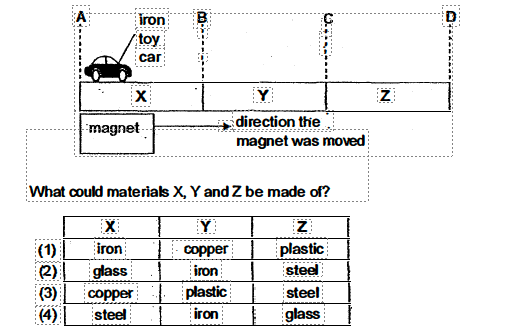 A iron B C D
toy
car
X Y Z
magnet direction the
magnet was moved
What could materials X, Y and Z be made of?
X Y Z
(1) iron copper plastic
(2) glass iron steel
(3) copper plastic steel
(4) steel iron glass